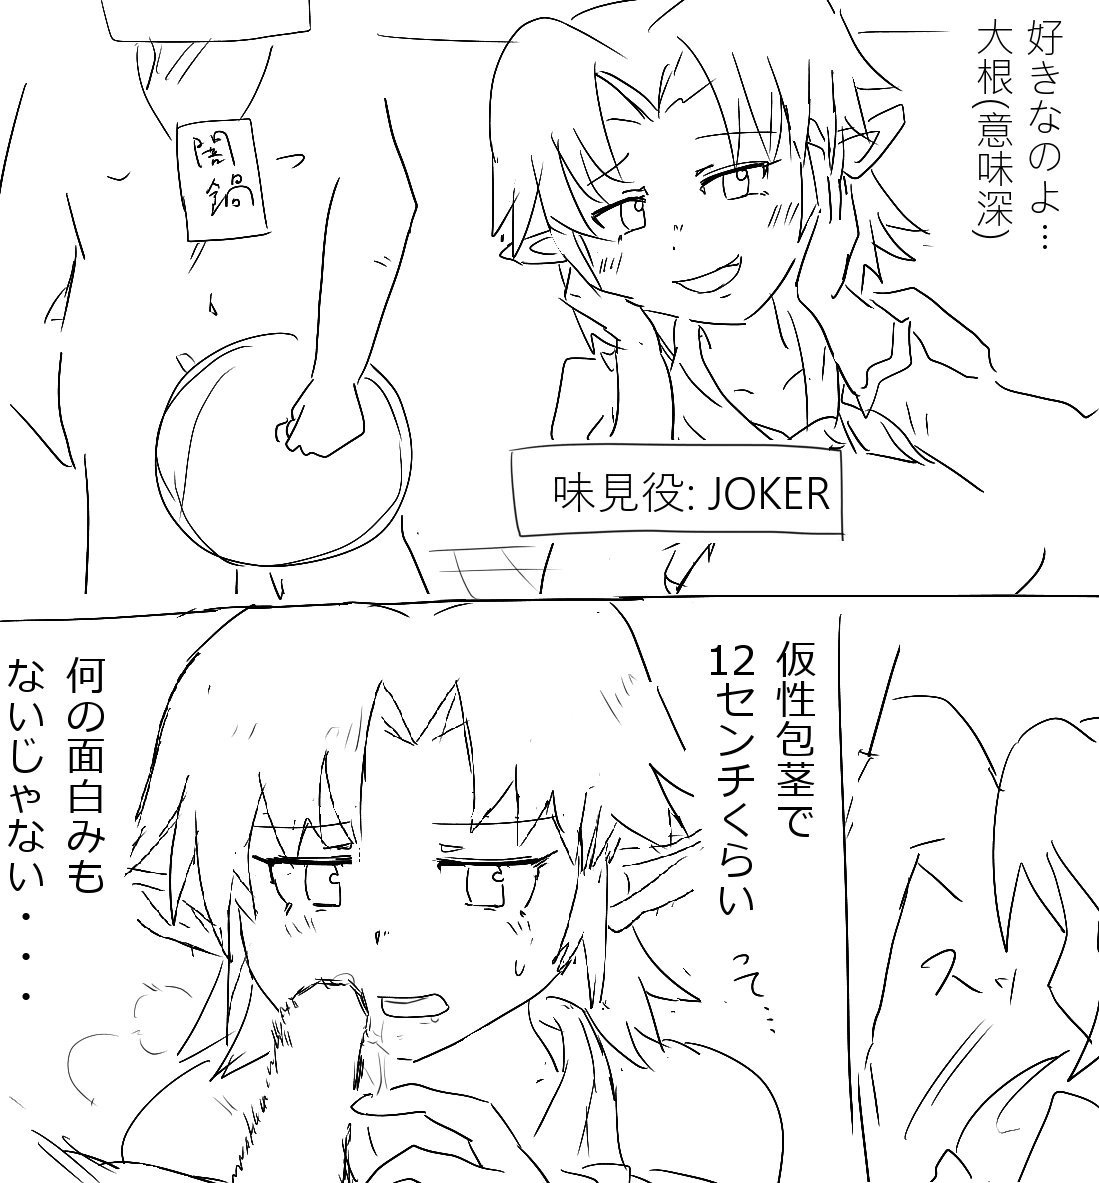 好きなのよ…
大根(意味深)
闇
鍋
味見役: JOKER
仮性包茎で
12センチくらい
って…
何の面白みも
ないじゃない・・・